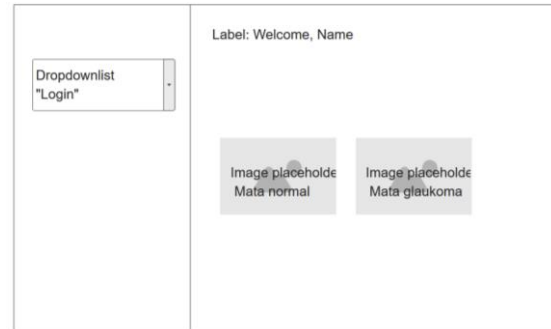 Label: Welcome, Name
Dropdownlist
"Login"
Image placeholde
Mata normal
Image placeholde
Mata glaukoma